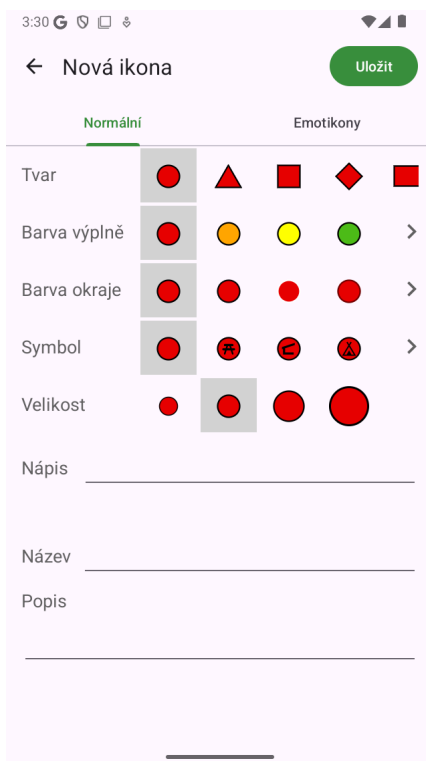 3:30
Nová ikona
Uložit
Normální
Emotikony
Tvar
Barva výplně
Barva okraje
Symbol
Velikost
Nápis
Název
Popis